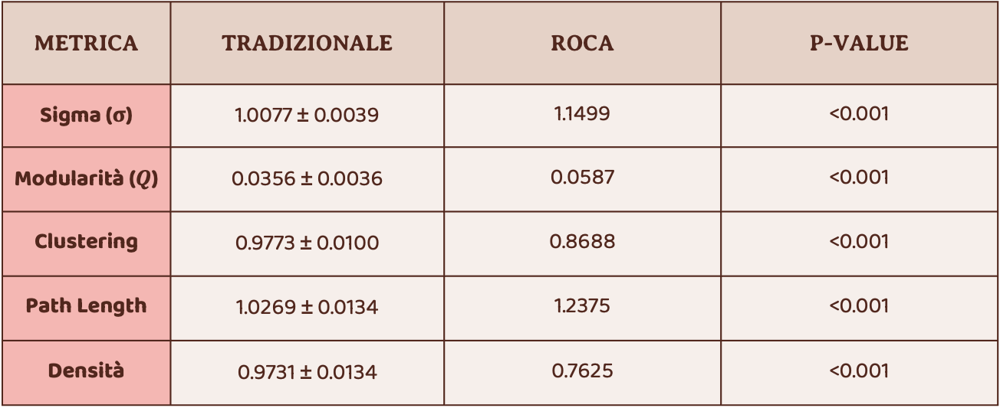 METRICA TRADIZIONALE ROCA P-VALUE
Sigma (σ) 1.0077 ± 0.0039 1.1499 <0.001
Modularità (Q) 0.0356 ± 0.0036 0.0587 <0.001
Clustering 0.9773 ± 0.0100 0.8688 <0.001
Path Length 1.0269 ± 0.0134 1.2375 <0.001
Densità 0.9731 ± 0.0134 0.7625 <0.001